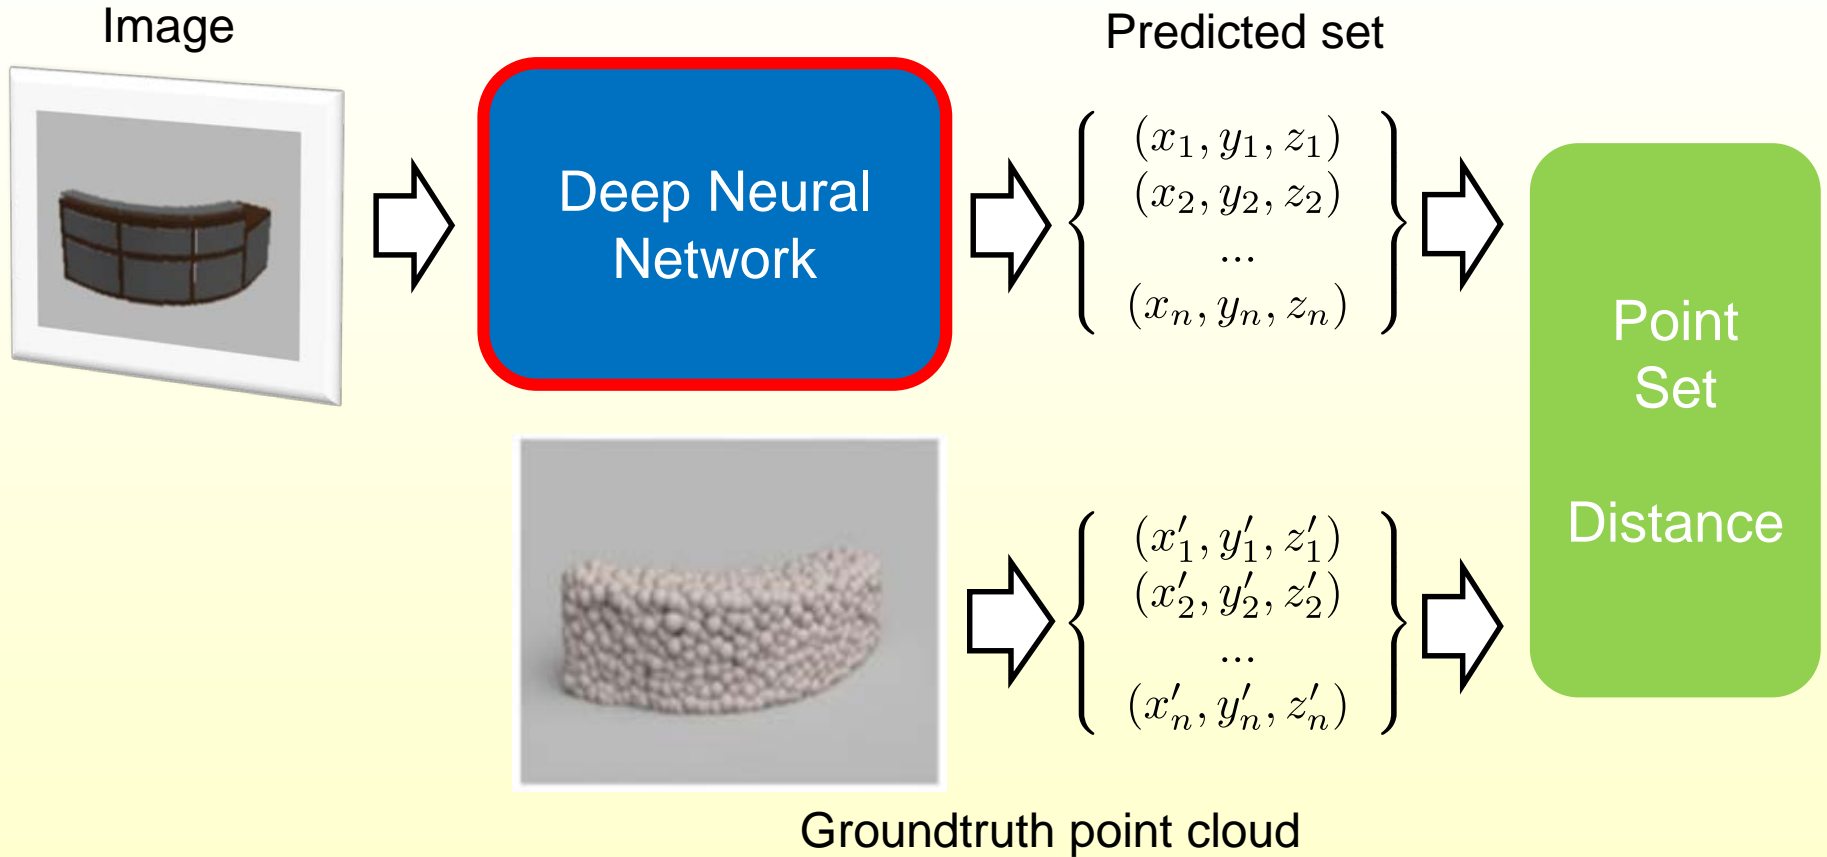 Image
Predicted set
Deep Neural
Network
(x₁, y₁, z₁)
(x₂, y₂, z₂)
...
(xₙ, yₙ, zₙ)
Point
Set
Distance
(x′₁, y′₁, z′₁)
(x′₂, y′₂, z′₂)
...
(x′ₙ, y′ₙ, z′ₙ)
Groundtruth point cloud